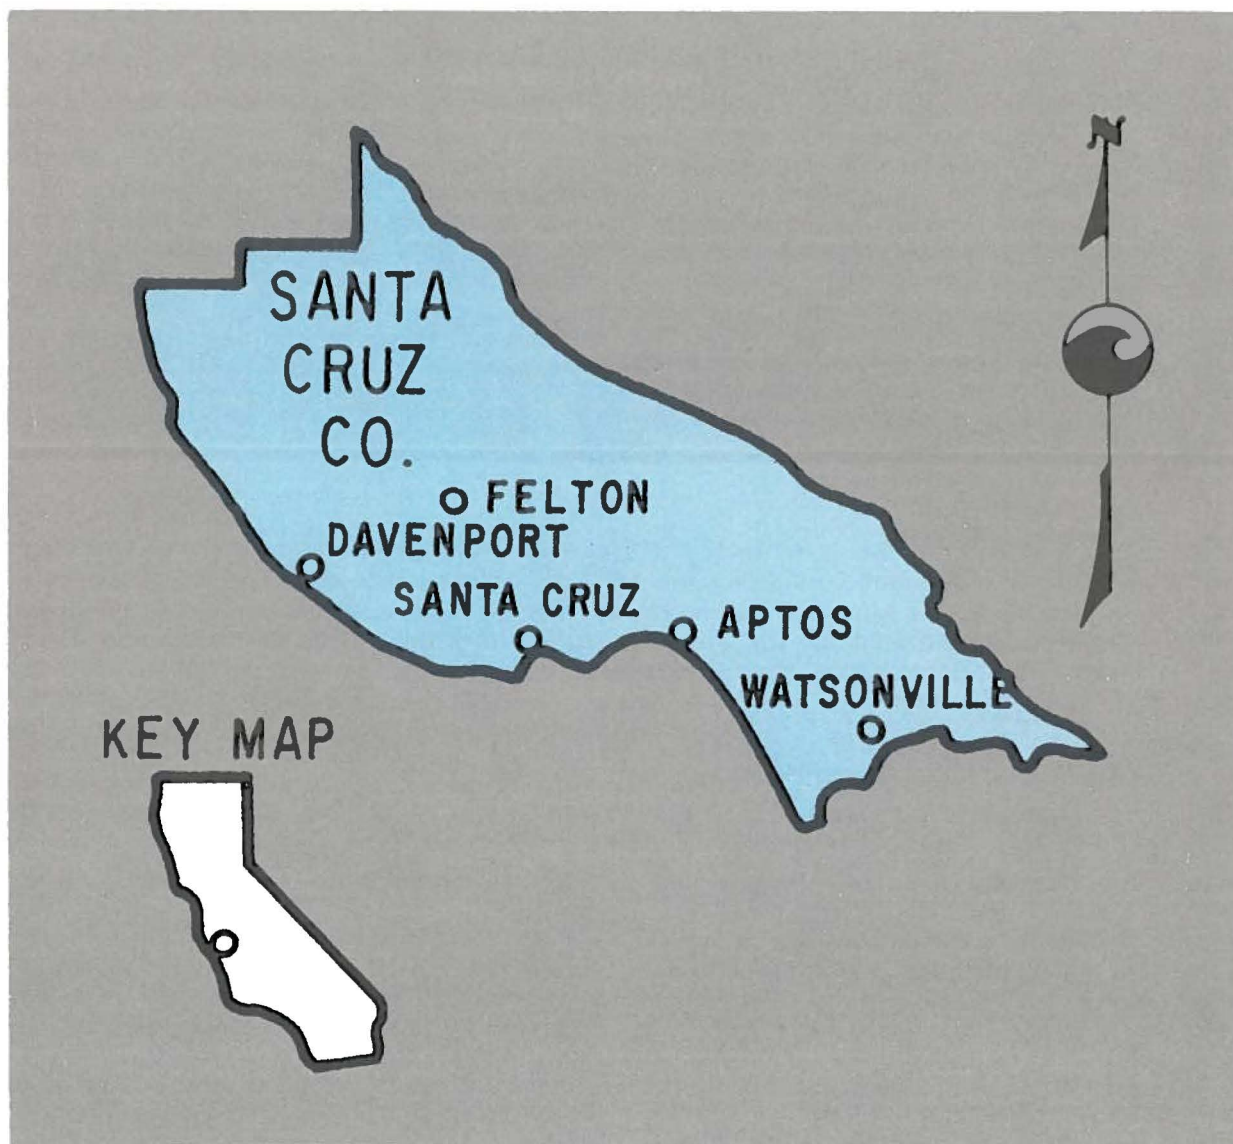 N
SANTA
CRUZ
CO.
FELTON
DAVENPORT
SANTA CRUZ
APTOS
WATSONVILLE
KEY MAP